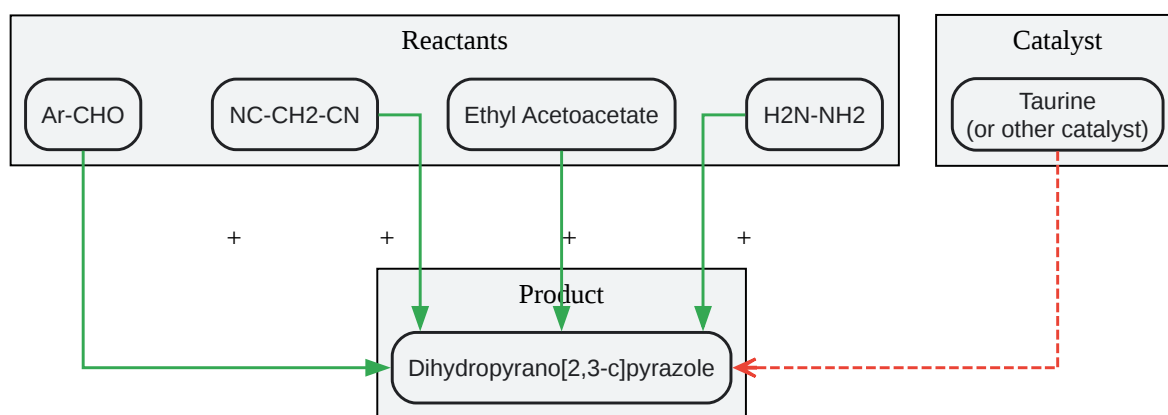 Reactants
Catalyst
Ar-CHO
NC-CH2-CN
Ethyl Acetoacetate
H2N-NH2
Taurine
(or other catalyst)
+
+
+
+
Product
Dihydropyrano[2,3-c]pyrazole